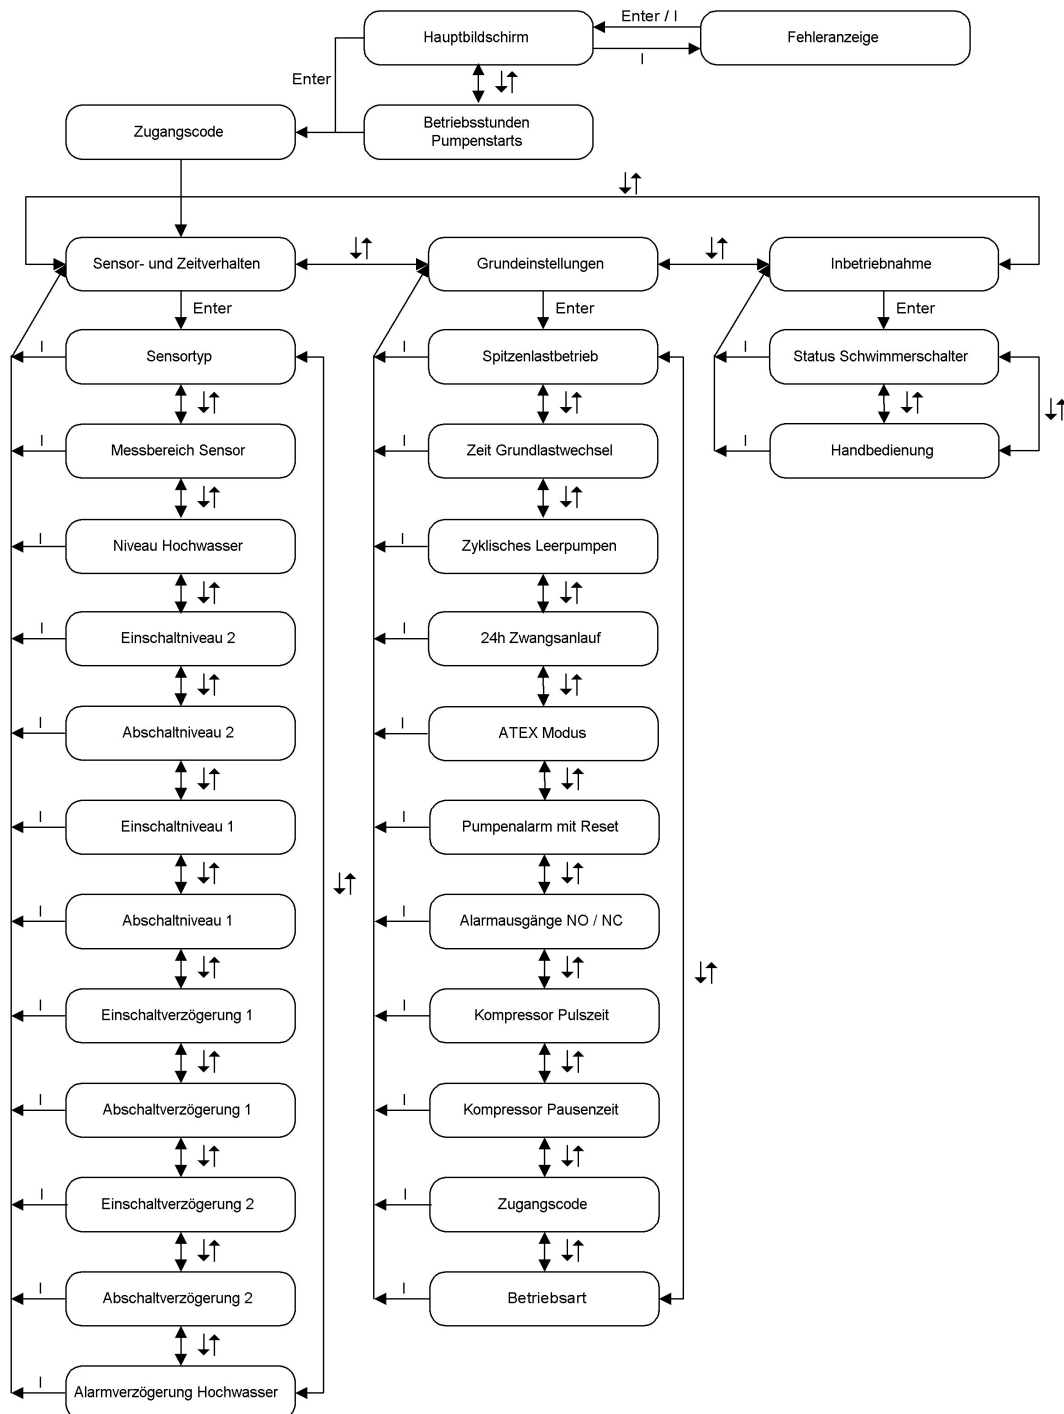 Hauptbildschirm
Enter / I
Fehleranzeige
I
Enter
↓↑
Zugangscode
Betriebsstunden
Pumpenstarts
↓↑
Sensor- und Zeitverhalten
↓↑
Grundeinstellungen
↓↑
Inbetriebnahme
Enter
Enter
Enter
I
Sensortyp
I
Spitzenlastbetrieb
I
Status Schwimmerschalter
↓↑
↓↑
↓↑
↓↑
I
Messbereich Sensor
I
Zeit Grundlastwechsel
I
Handbedienung
↓↑
↓↑
I
Niveau Hochwasser
I
Zyklisches Leerpumpen
↓↑
↓↑
I
Einschaltniveau 2
I
24h Zwangsanlauf
↓↑
↓↑
I
Abschaltniveau 2
I
ATEX Modus
↓↑
↓↑
I
Einschaltniveau 1
I
Pumpenalarm mit Reset
↓↑
↓↑
↓↑
I
Abschaltniveau 1
I
Alarmausgänge NO / NC
↓↑
↓↑
↓↑
I
Einschaltverzögerung 1
I
Kompressor Pulszeit
↓↑
↓↑
I
Abschaltverzögerung 1
I
Kompressor Pausenzeit
↓↑
↓↑
I
Einschaltverzögerung 2
I
Zugangscode
↓↑
↓↑
I
Abschaltverzögerung 2
I
Betriebsart
↓↑
I
Alarmverzögerung Hochwasser